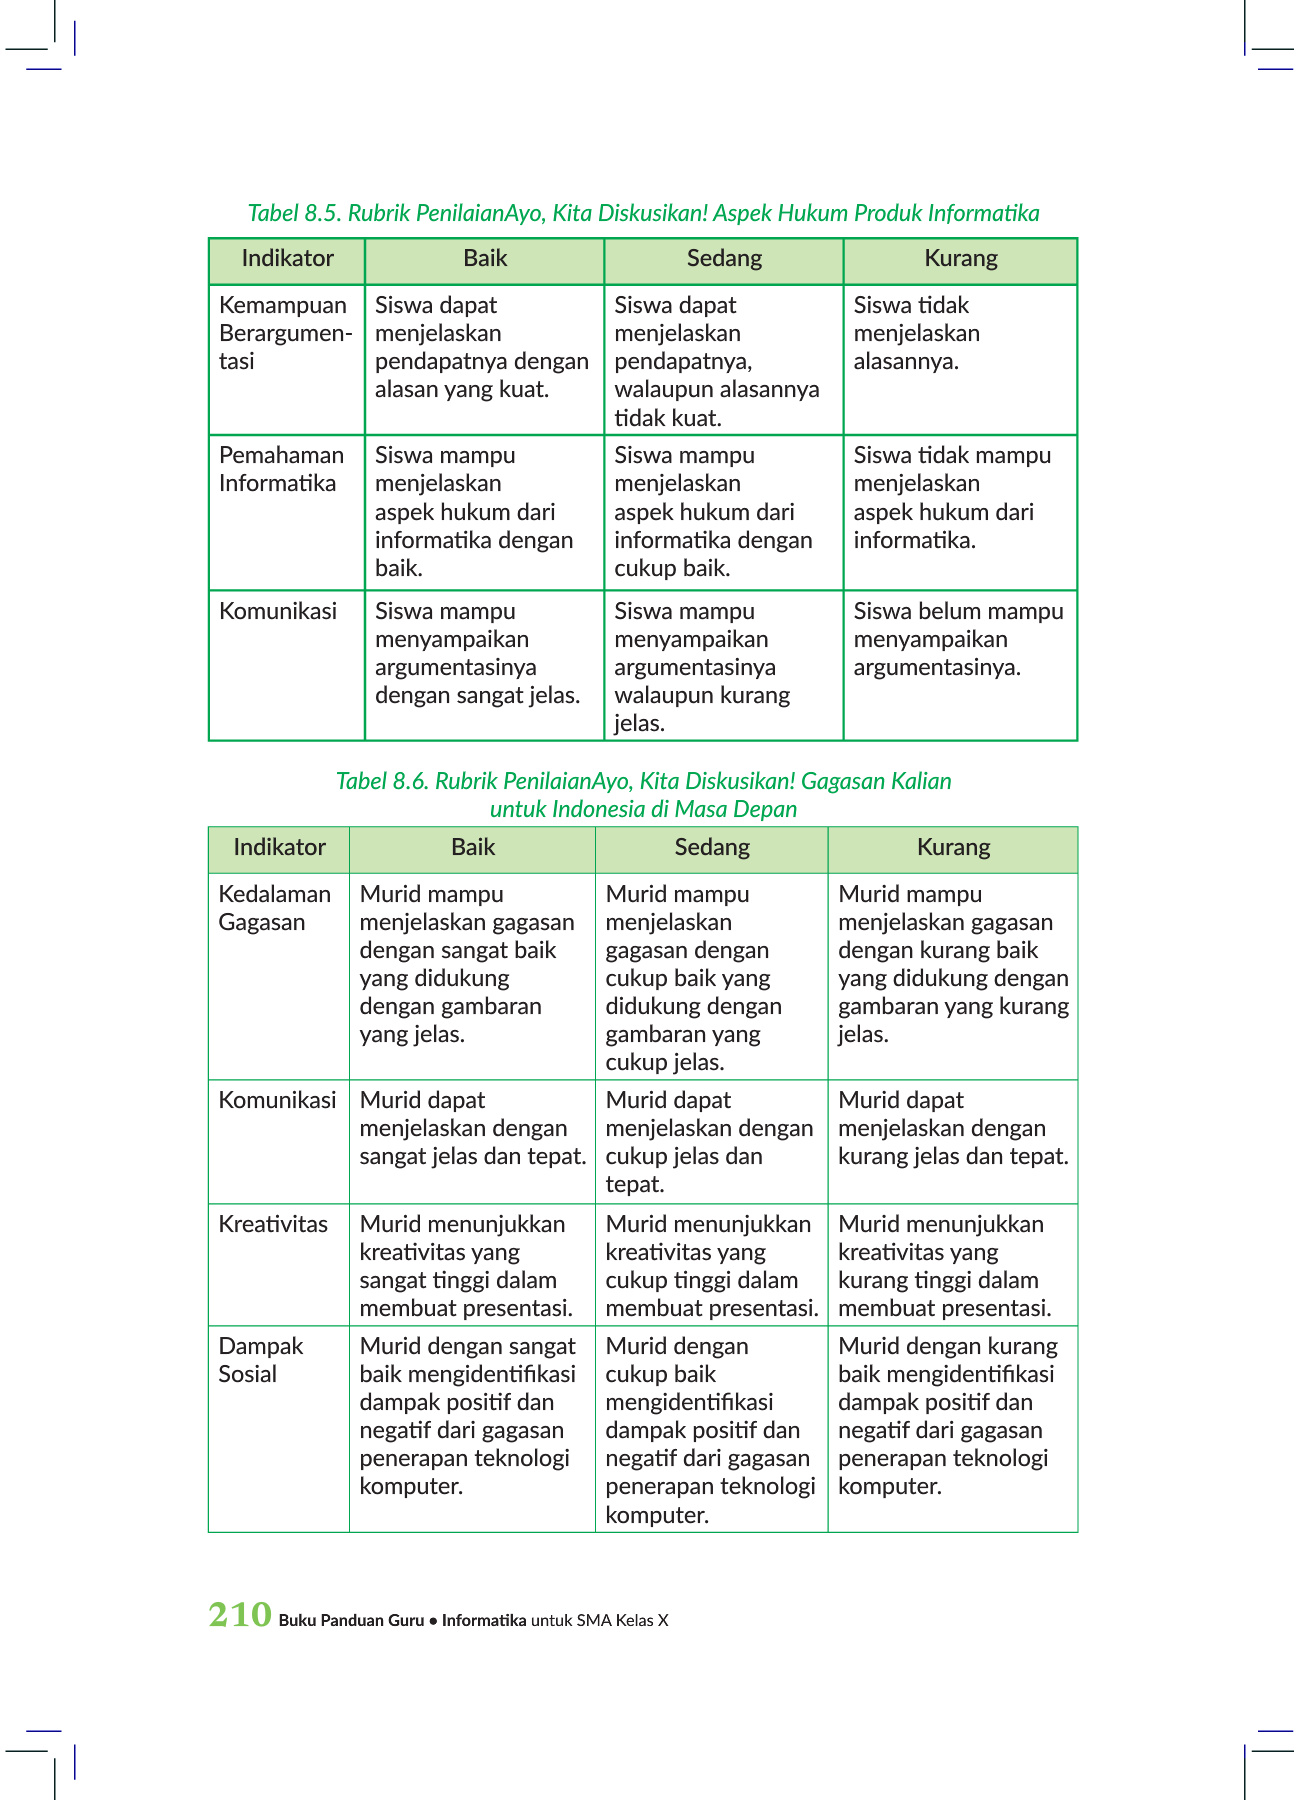 Tabel 8.5. Rubrik PenilaianAyo, Kita Diskusikan! Aspek Hukum Produk Informatika
Indikator
Baik
Sedang
Kurang
Kemampuan
Berargumen-
tasi
Siswa dapat
menjelaskan
pendapatnya dengan
alasan yang kuat.
Siswa dapat
menjelaskan
pendapatnya,
walaupun alasannya
tidak kuat.
Siswa tidak
menjelaskan
alasannya.
Pemahaman
Informatika
Siswa mampu
menjelaskan
aspek hukum dari
informatika dengan
baik.
Siswa mampu
menjelaskan
aspek hukum dari
informatika dengan
cukup baik.
Siswa tidak mampu
menjelaskan
aspek hukum dari
informatika.
Komunikasi
Siswa mampu
menyampaikan
argumentasinya
dengan sangat jelas.
Siswa mampu
menyampaikan
argumentasinya
walaupun kurang
jelas.
Siswa belum mampu
menyampaikan
argumentasinya.
Tabel 8.6. Rubrik PenilaianAyo, Kita Diskusikan! Gagasan Kalian
untuk Indonesia di Masa Depan
Indikator
Baik
Sedang
Kurang
Kedalaman
Gagasan
Murid mampu
menjelaskan gagasan
dengan sangat baik
yang didukung
dengan gambaran
yang jelas.
Murid mampu
menjelaskan
gagasan dengan
cukup baik yang
didukung dengan
gambaran yang
cukup jelas.
Murid mampu
menjelaskan gagasan
dengan kurang baik
yang didukung dengan
gambaran yang kurang
jelas.
Komunikasi
Murid dapat
menjelaskan dengan
sangat jelas dan tepat.
Murid dapat
menjelaskan dengan
cukup jelas dan
tepat.
Murid dapat
menjelaskan dengan
kurang jelas dan tepat.
Kreativitas
Murid menunjukkan
kreativitas yang
sangat tinggi dalam
membuat presentasi.
Murid menunjukkan
kreativitas yang
cukup tinggi dalam
membuat presentasi.
Murid menunjukkan
kreativitas yang
kurang tinggi dalam
membuat presentasi.
Dampak
Sosial
Murid dengan sangat
baik mengidentifikasi
dampak positif dan
negatif dari gagasan
penerapan teknologi
komputer.
Murid dengan
cukup baik
mengidentifikasi
dampak positif dan
negatif dari gagasan
penerapan teknologi
komputer.
Murid dengan kurang
baik mengidentifikasi
dampak positif dan
negatif dari gagasan
penerapan teknologi
komputer.
210 Buku Panduan Guru • Informatika untuk SMA Kelas X